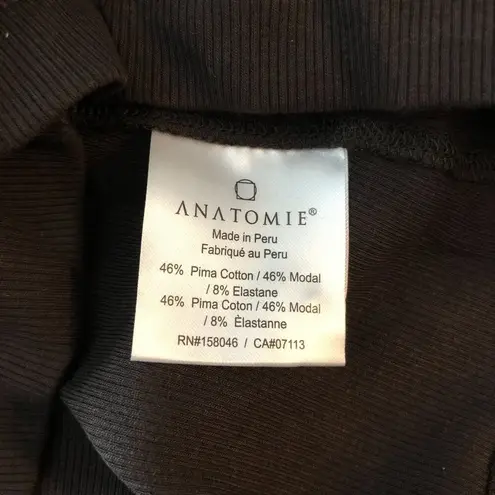 ANATOMIE®
Made in Peru
Fabriqué au Peru
46% Pima Cotton / 46% Modal
/ 8% Elastane
46% Pima Coton / 46% Modal
/ 8% Èlastanne
RN#158046 / CA#07113